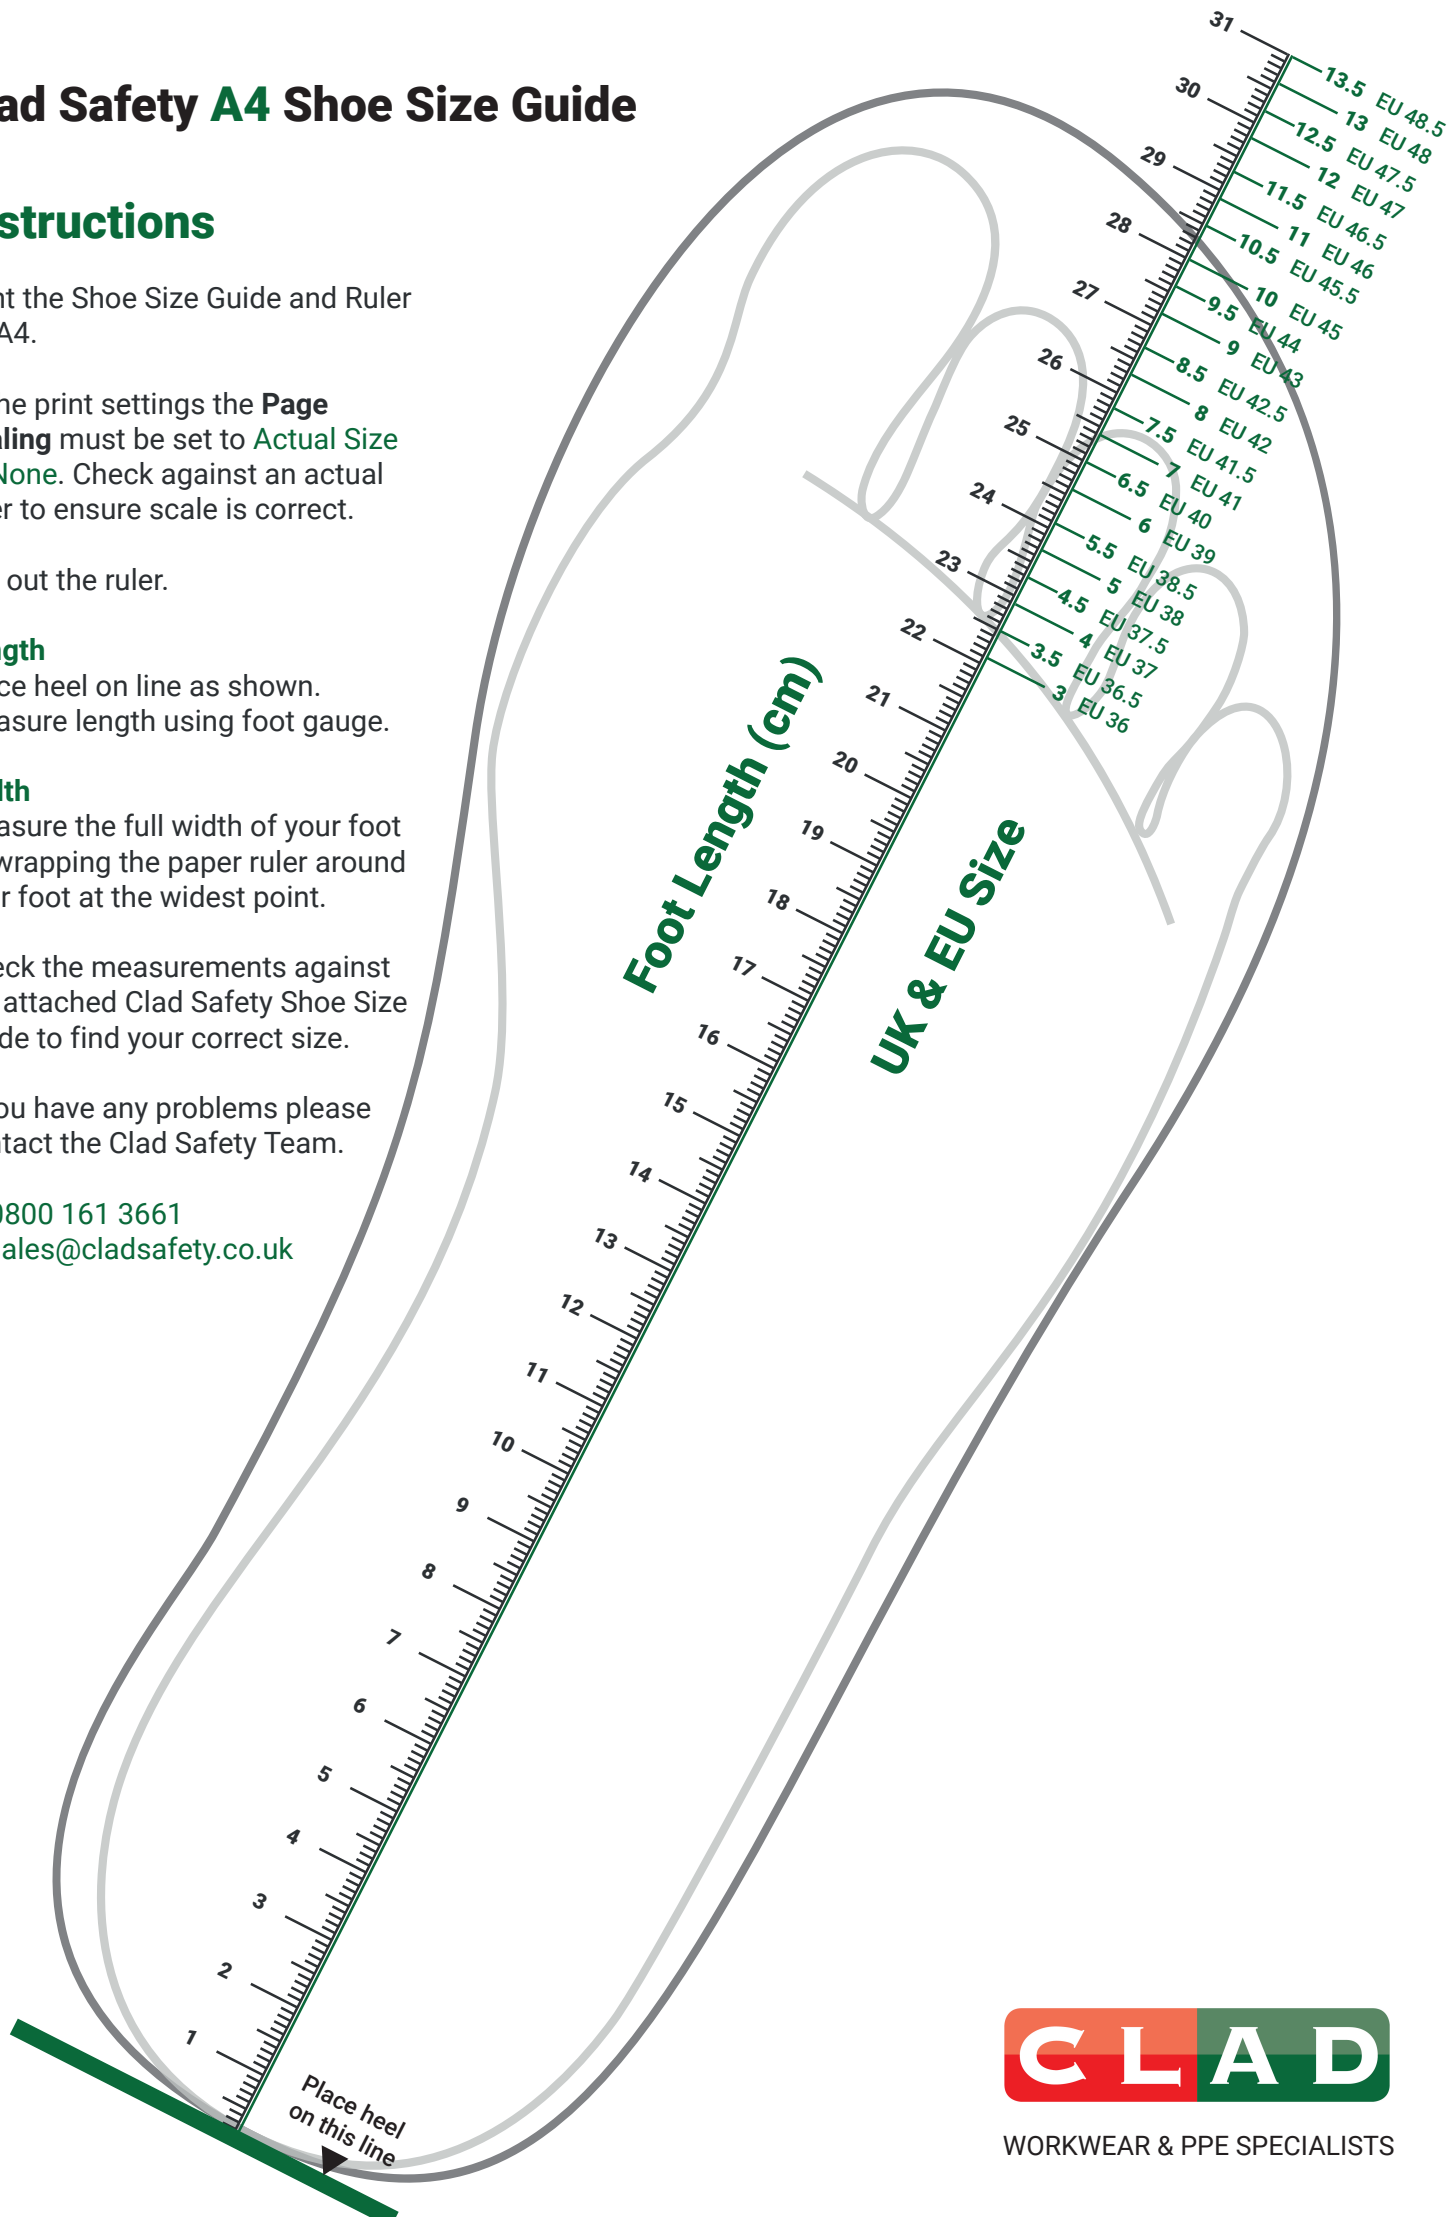 ad Safety A4 Shoe Size Guide
structions
nt the Shoe Size Guide and Ruler
A4.
he print settings the Page
aling must be set to Actual Size
None. Check against an actual
er to ensure scale is correct.
out the ruler.
gth
ce heel on line as shown.
asure length using foot gauge.
dth
asure the full width of your foot
wrapping the paper ruler around
r foot at the widest point.
eck the measurements against
attached Clad Safety Shoe Size
de to find your correct size.
ou have any problems please
ntact the Clad Safety Team.
0800 161 3661
ales@cladsafety.co.uk
31
30
29
28
27
26
25
24
23
22
21
20
19
18
17
16
15
14
13
12
11
10
9
8
7
6
5
4
3
2
1
13.5 EU 48.5
13 EU 48
12.5 EU 47.5
12 EU 47
11.5 EU 46.5
11 EU 46
10.5 EU 45.5
10 EU 45
9.5 EU 44
9 EU 43
8.5 EU 42.5
8 EU 42
7.5 EU 41.5
7 EU 41
6.5 EU 40
6 EU 39
5.5 EU 38.5
5 EU 38
4.5 EU 37.5
4 EU 37
3.5 EU 36.5
3 EU 36
Foot Length (cm)
UK & EU Size
Place heel
on this line
CLAD
WORKWEAR & PPE SPECIALISTS